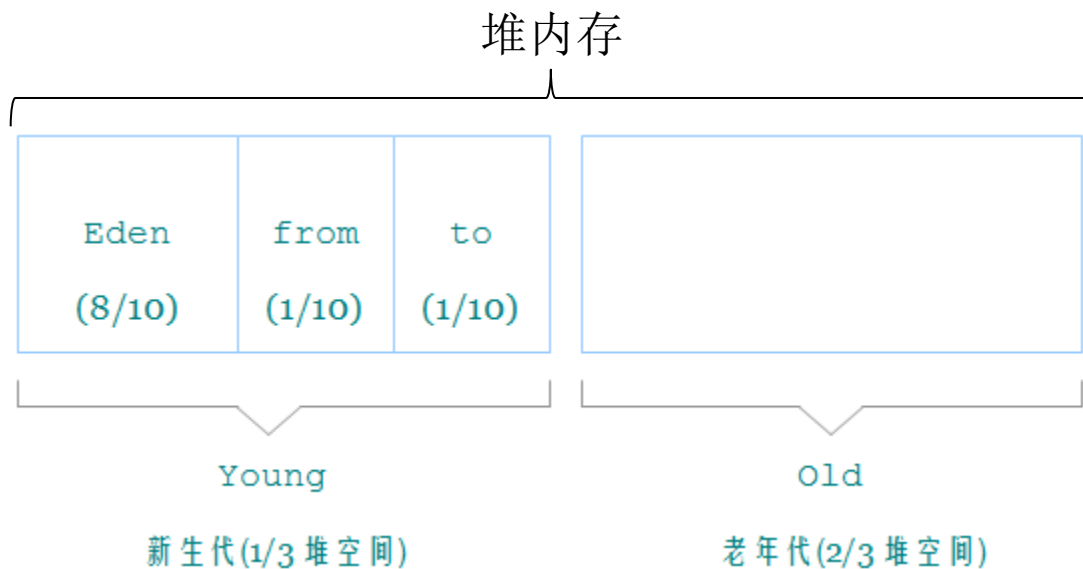 堆内存
Eden from to
(8/10) (1/10) (1/10)
Young Old
新生代(1/3堆空间) 老年代(2/3堆空间)